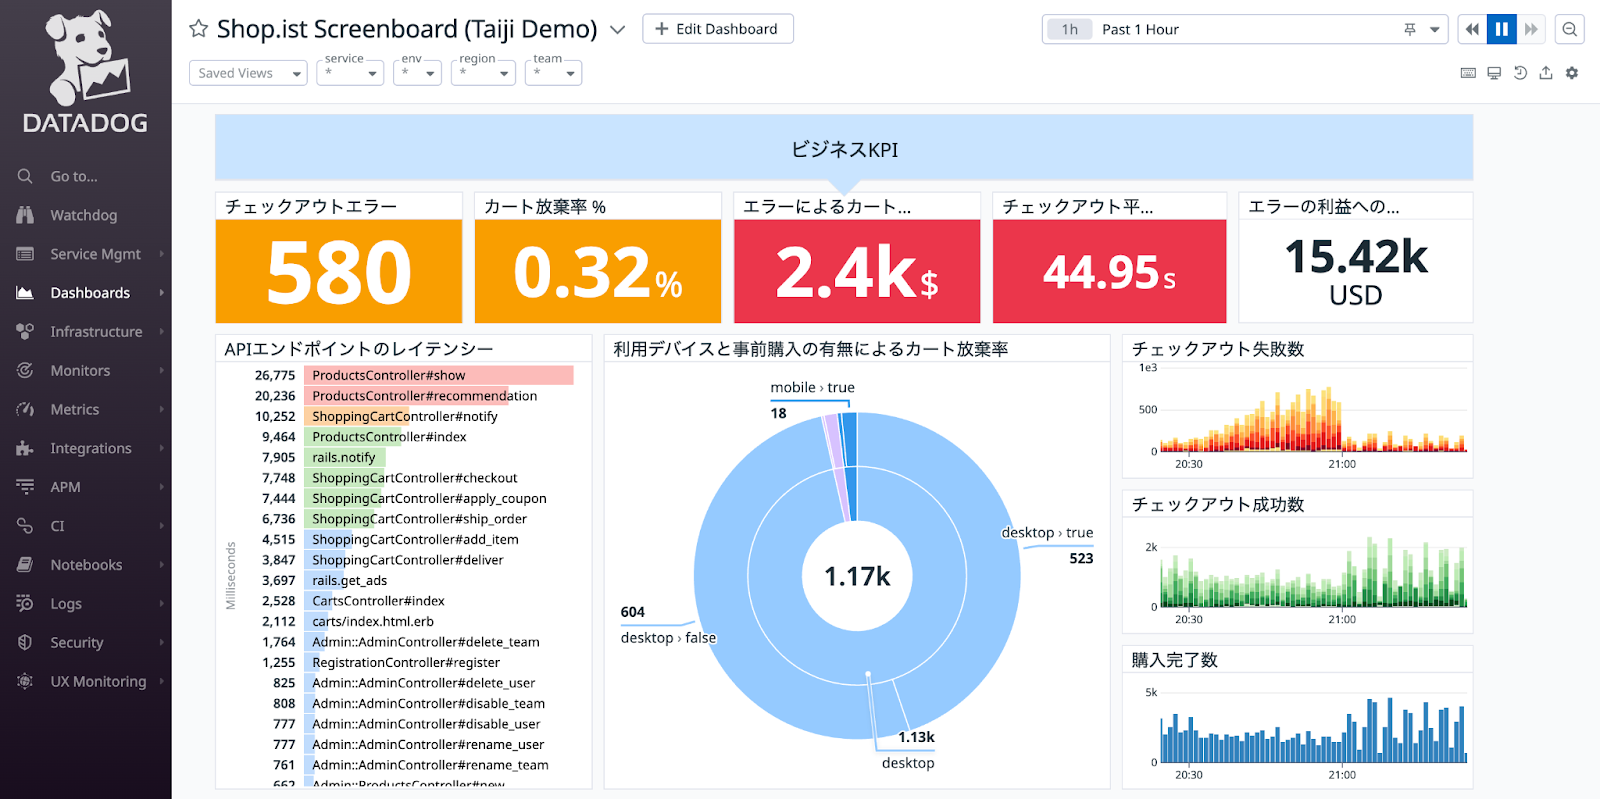 DATADOG
Go to...
Watchdog
Service Mgmt
Dashboards
Infrastructure
Monitors
Metrics
Integrations
APM
CI
Notebooks
Logs
Security
UX Monitoring
Shop.ist Screenboard (Taiji Demo)
+ Edit Dashboard
1h Past 1 Hour
Saved Views
service
*
env
*
region
*
team
*
ビジネスKPI
チェックアウトエラー
580
カート放棄率 %
0.32%
エラーによるカート...
2.4k$
チェックアウト平...
44.95s
エラーの利益への...
15.42k
USD
APIエンドポイントのレイテンシー
Milliseconds
26,775 ProductsController#show
20,236 ProductsController#recommendation
10,252 ShoppingCartController#notify
9,464 ProductsController#index
7,905 rails.notify
7,748 ShoppingCartController#checkout
7,444 ShoppingCartController#apply_coupon
6,736 ShoppingCartController#ship_order
4,515 ShoppingCartController#add_item
3,847 ShoppingCartController#deliver
3,697 rails.get_ads
2,528 CartsController#index
2,112 carts/index.html.erb
1,764 Admin::AdminController#delete_team
1,255 RegistrationController#register
825 Admin::AdminController#delete_user
808 Admin::AdminController#disable_team
777 Admin::AdminController#disable_user
777 Admin::AdminController#rename_user
761 Admin::AdminController#rename_team
662 Admin::ProductsController#new
利用デバイスと事前購入の有無によるカート放棄率
mobile › true
18
desktop › true
523
1.17k
604
desktop › false
1.13k
desktop
チェックアウト失敗数
1e3
500
0
20:30 21:00
チェックアウト成功数
2k
0
20:30 21:00
購入完了数
5k
0
20:30 21:00